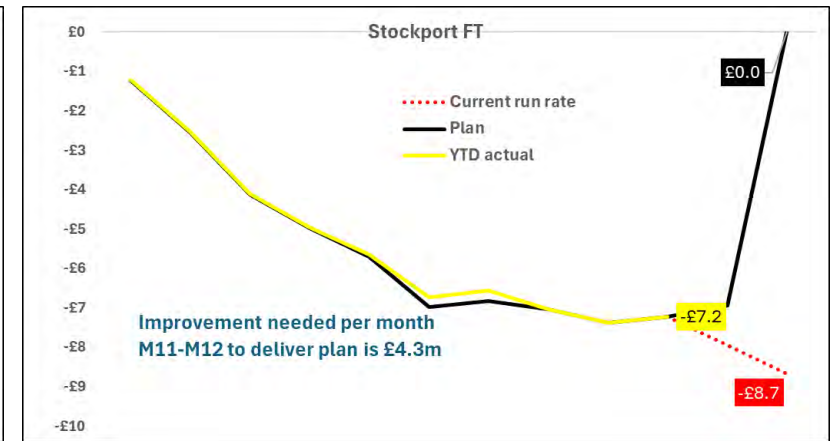 Stockport FT
£0
-£1
-£2
-£3
-£4
-£5
-£6
-£7
-£8
-£9
-£10
£0.0
Current run rate
Plan
YTD actual
-£7.2
Improvement needed per month
M11-M12 to deliver plan is £4.3m
-£8.7